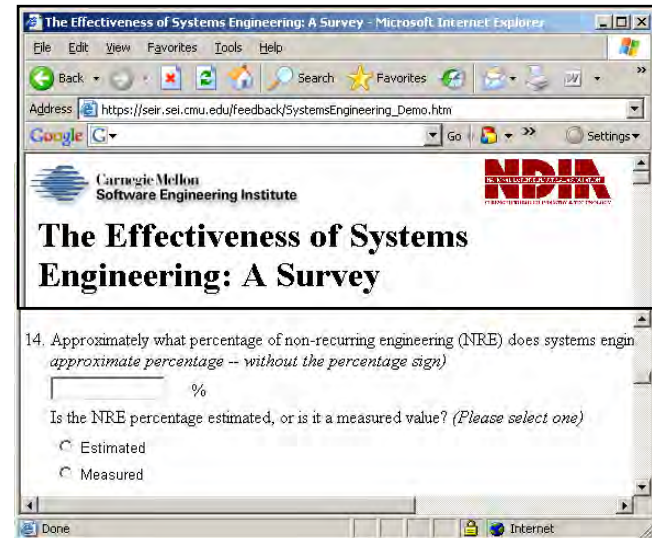 The Effectiveness of Systems Engineering: A Survey - Microsoft Internet Explorer
File Edit View Favorites Tools Help
Back Search Favorites »
Address https://seir.sei.cmu.edu/feedback/SystemsEngineering_Demo.htm
Google G Go » Settings
Carnegie Mellon
Software Engineering Institute
NDIA
The Effectiveness of Systems
Engineering: A Survey
14. Approximately what percentage of non-recurring engineering (NRE) does systems engin
approximate percentage -- without the percentage sign)
%
Is the NRE percentage estimated, or is it a measured value? (Please select one)
Estimated
Measured
Done Internet